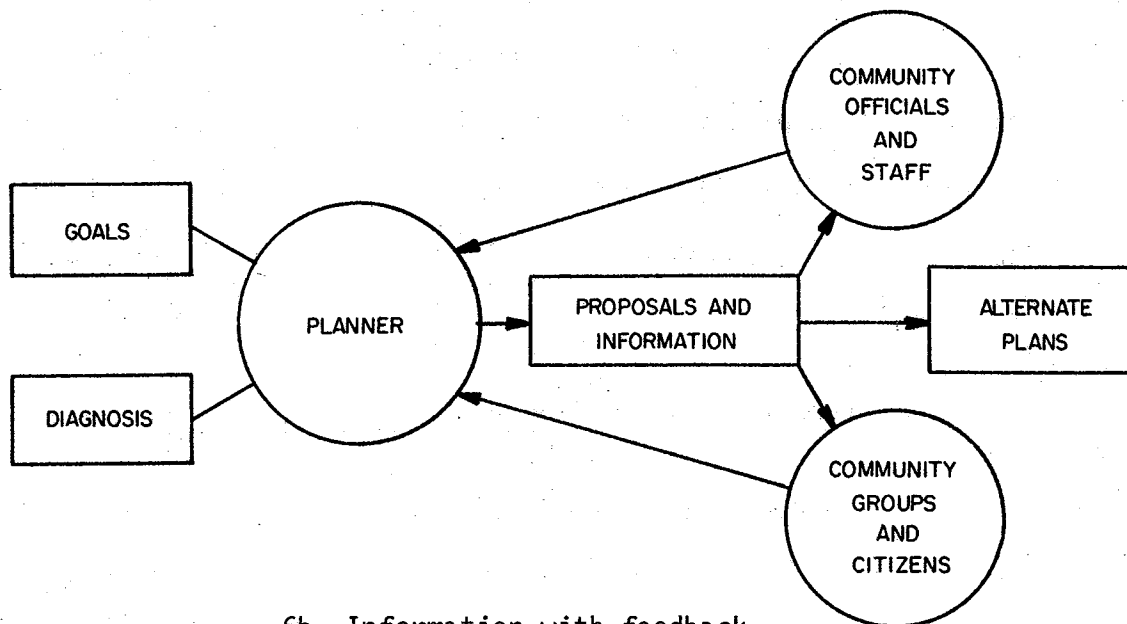 COMMUNITY
OFFICIALS
AND
STAFF
GOALS
PLANNER
PROPOSALS AND
INFORMATION
ALTERNATE
PLANS
DIAGNOSIS
COMMUNITY
GROUPS
AND
CITIZENS
6b. Information with feedback